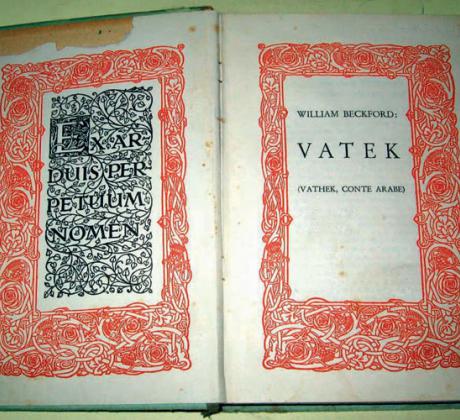 EX AR
DUIS PER
PETUUM
NOMEN
WILLIAM BECKFORD:
VATEK
(VATHEK, CONTE ARABE)